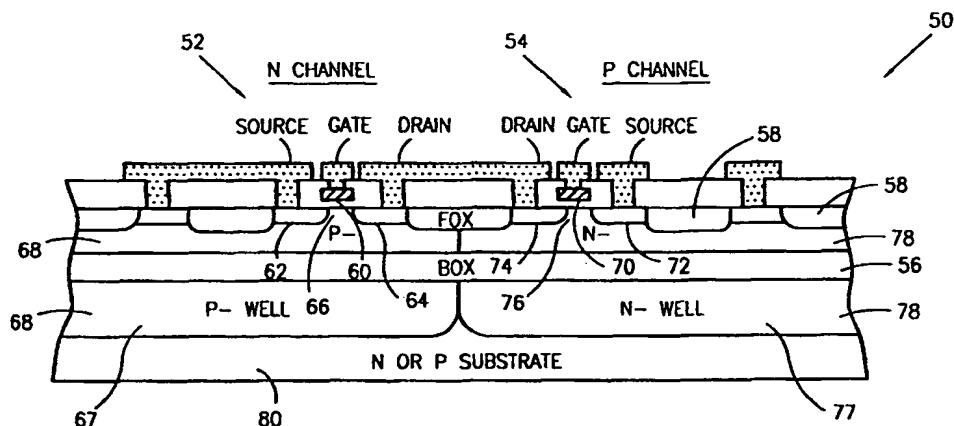 50
52
54
N CHANNEL
P CHANNEL
SOURCE GATE DRAIN
DRAIN GATE SOURCE
58
58
FOX
P-
N-
68
62
66
60
64
74
76
70
72
78
BOX
56
68
P- WELL
N- WELL
78
N OR P SUBSTRATE
67
80
77